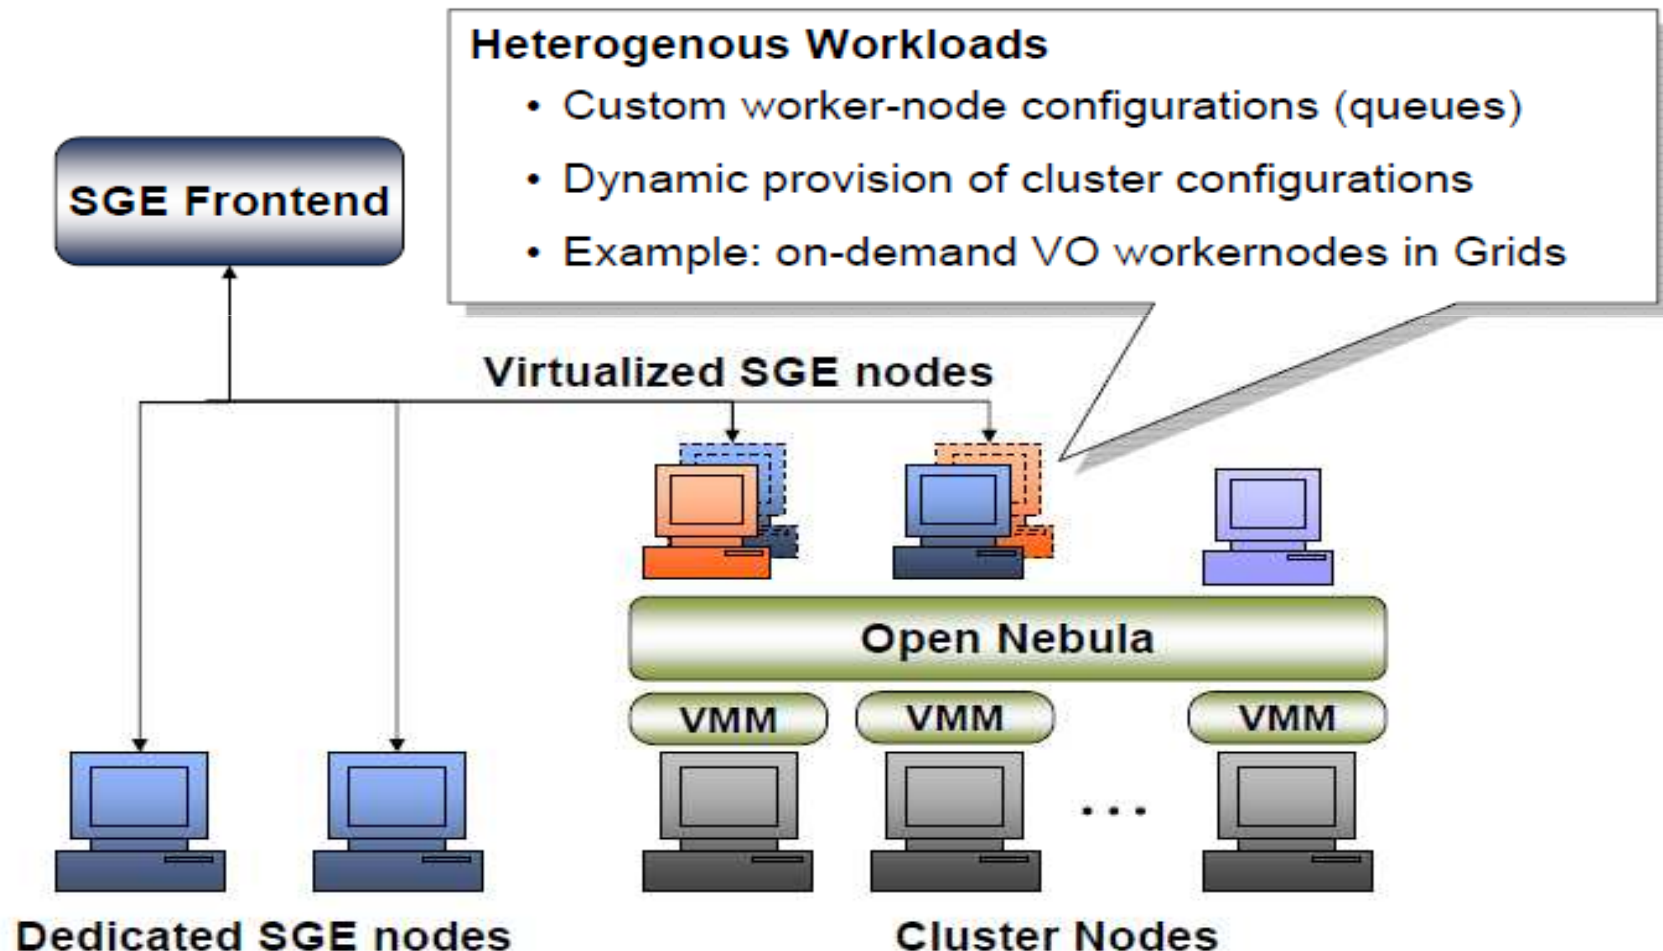 Heterogenous Workloads
• Custom worker-node configurations (queues)
• Dynamic provision of cluster configurations
• Example: on-demand VO workernodes in Grids
SGE Frontend
Virtualized SGE nodes
Open Nebula
VMM
VMM
VMM
...
Dedicated SGE nodes
Cluster Nodes